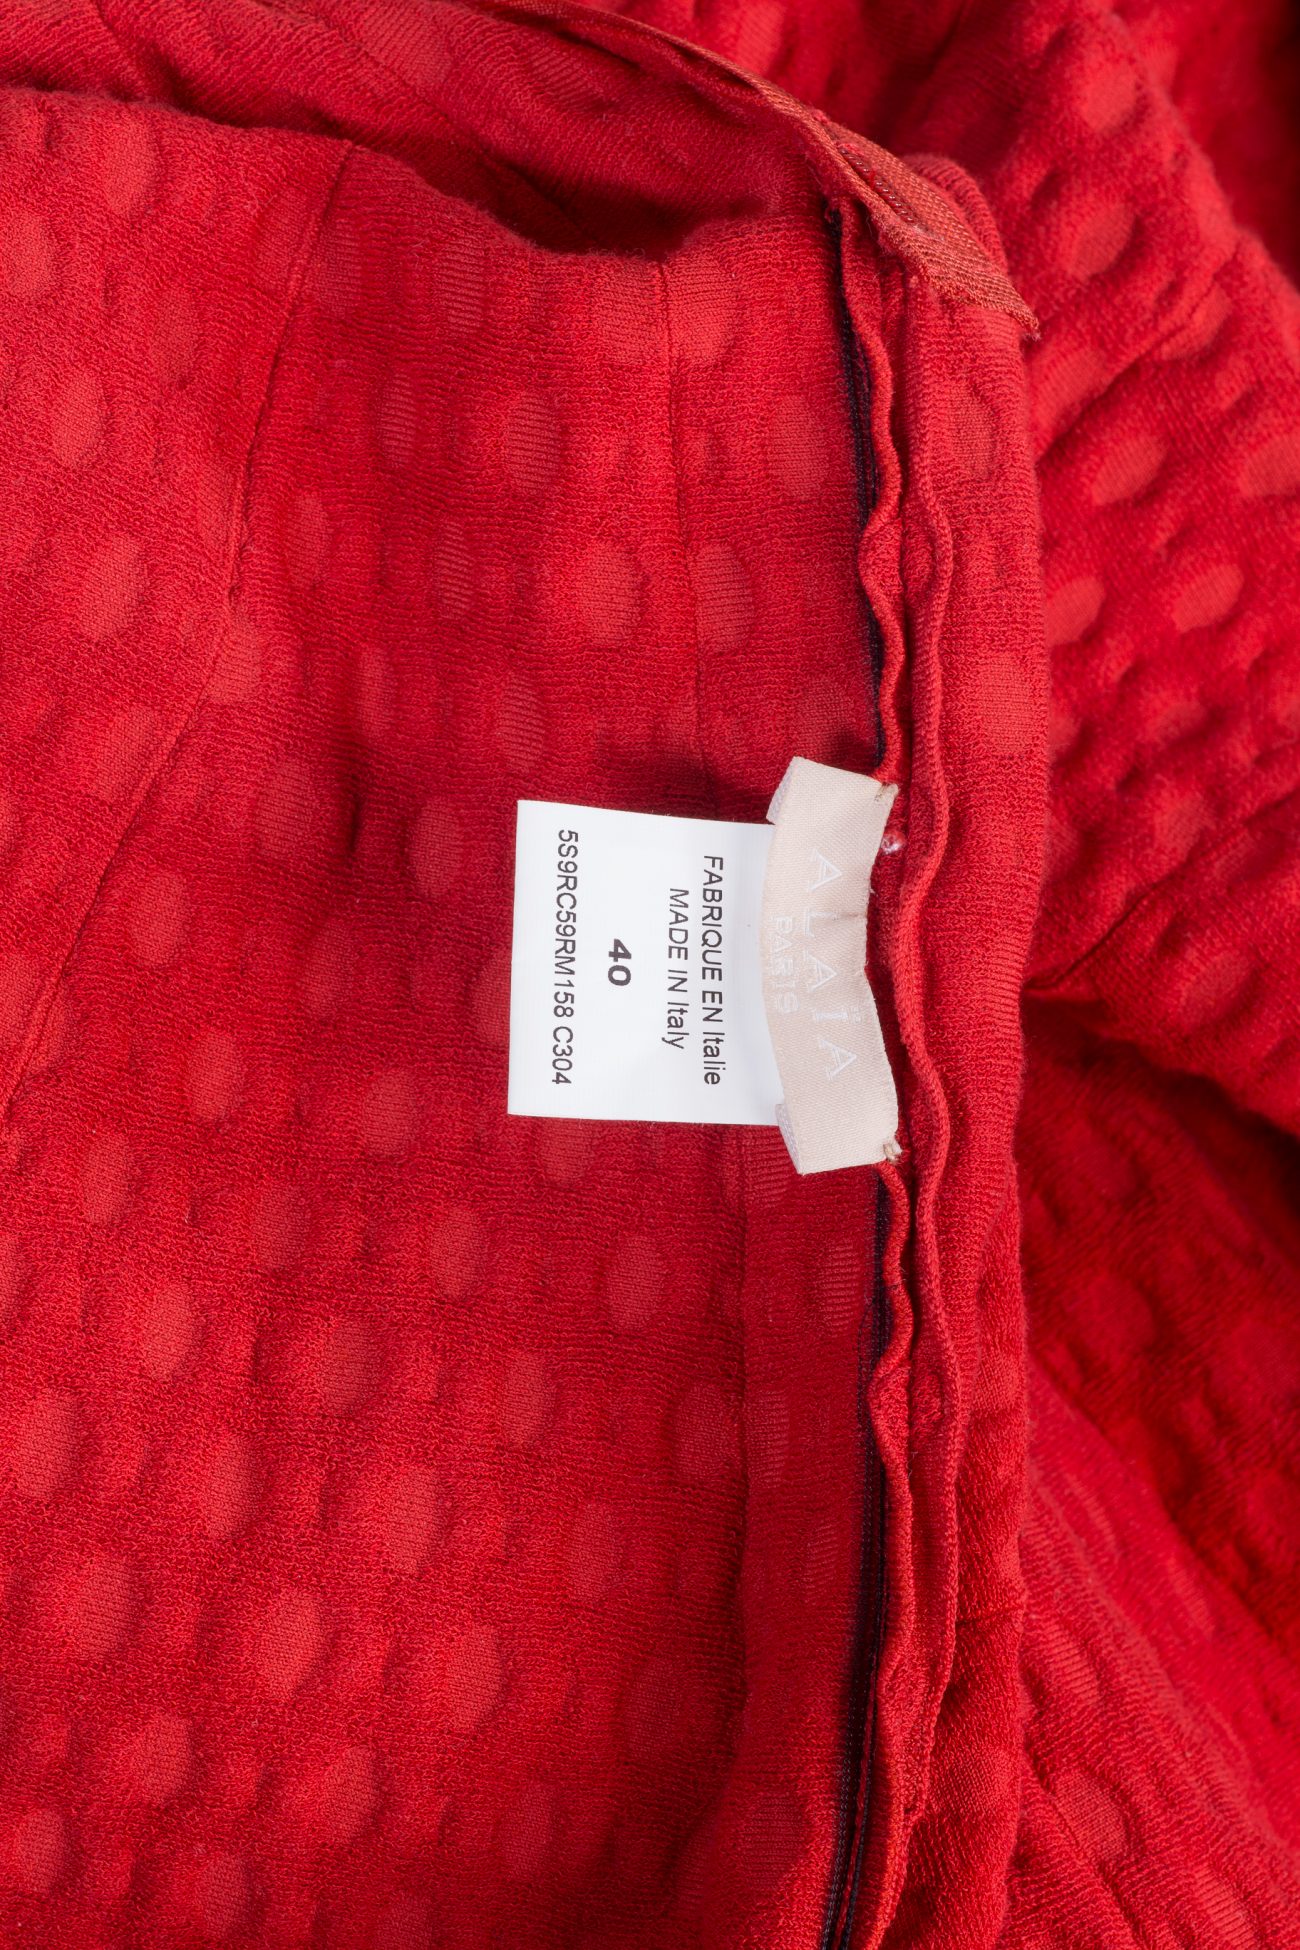 ALAÏA
PARIS
FABRIQUE EN Italie
MADE IN Italy
40
5S9RC59RM158 C304